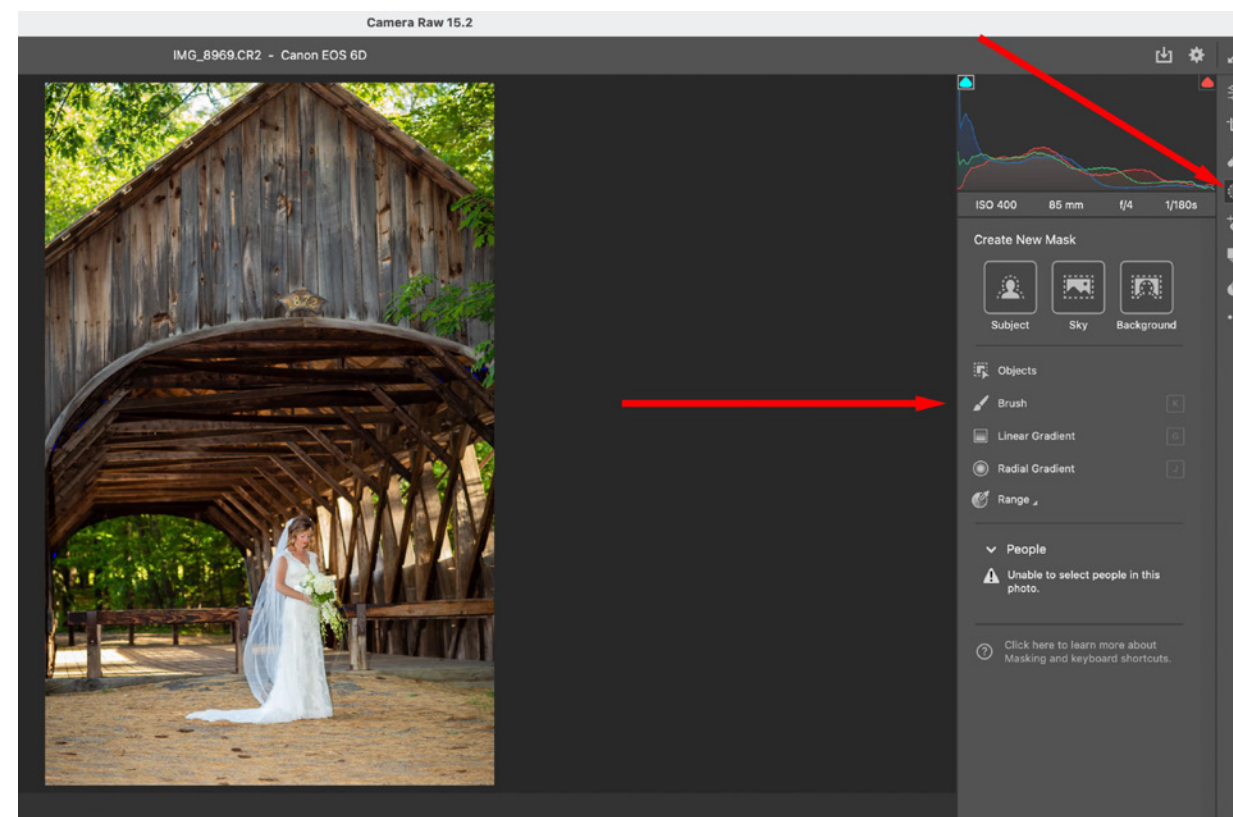 Camera Raw 15.2
IMG_8969.CR2 - Canon EOS 6D
ISO 400 85 mm f/4 1/180s
Create New Mask
Subject Sky Background
Objects
Brush K
Linear Gradient G
Radial Gradient J
Range
People
Unable to select people in this
photo.
Click here to learn more about
Masking and keyboard shortcuts.
1872